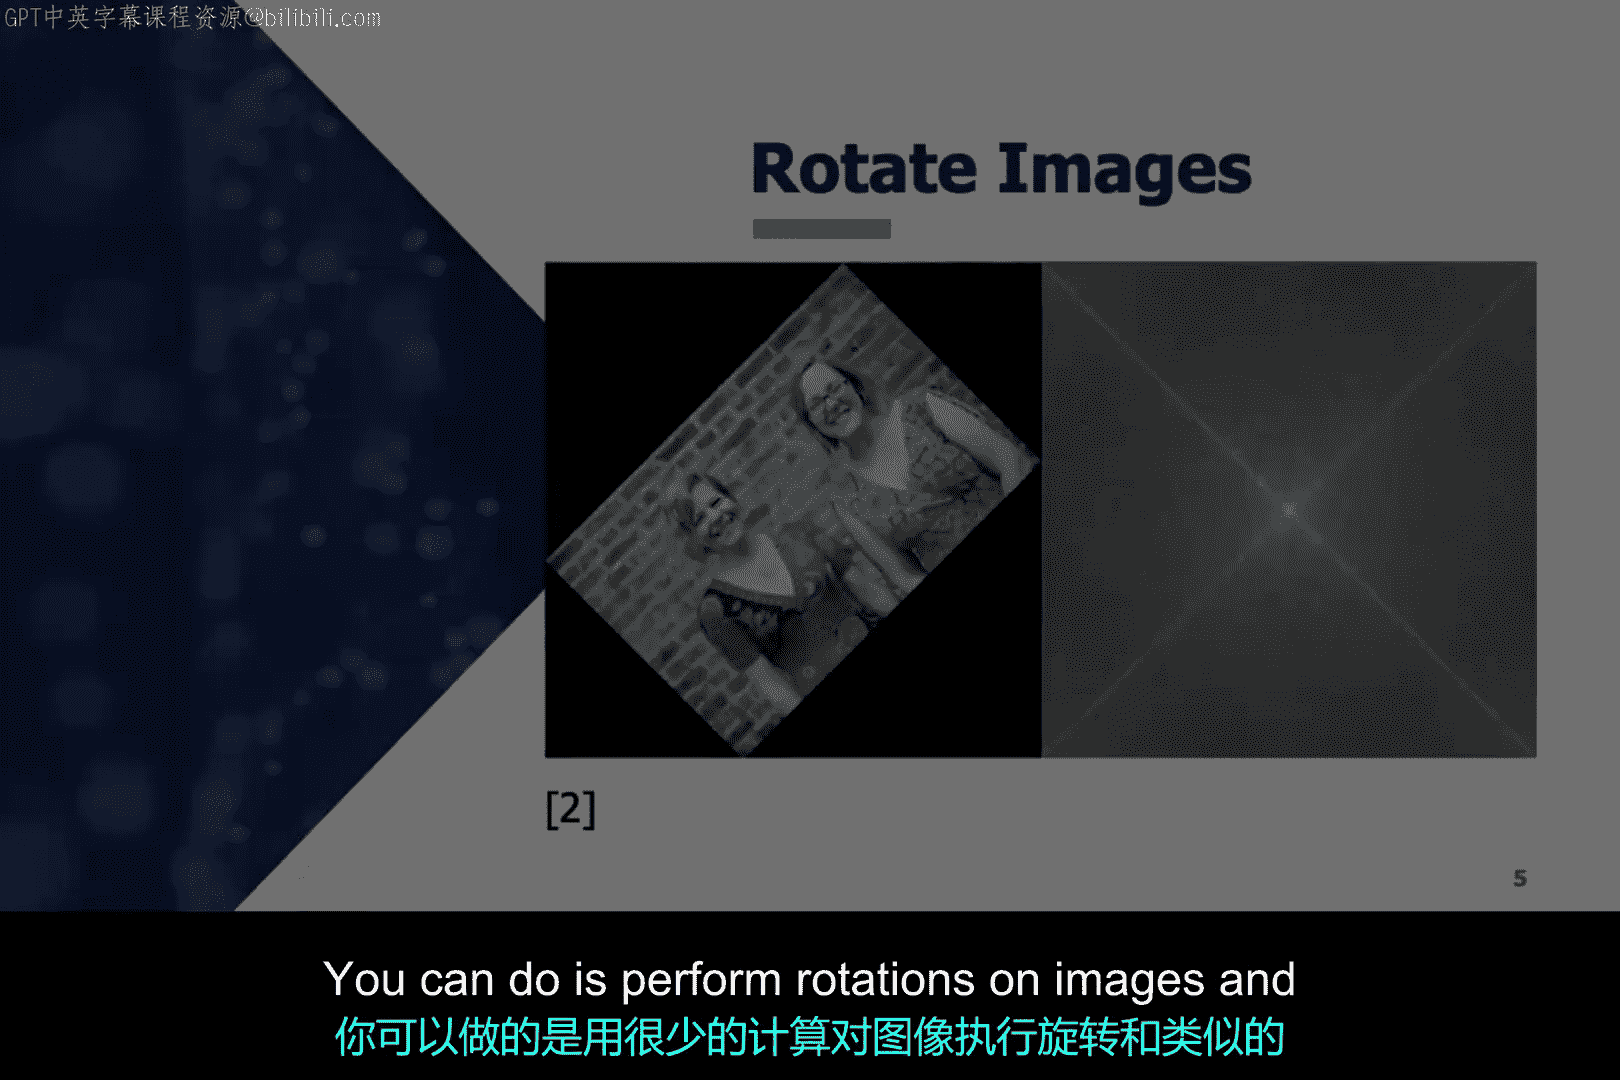 GPT中英字幕课程资源@bilibili.com
Rotate Images
[2]
5
You can do is perform rotations on images and
你可以做的是用很少的计算对图像执行旋转和类似的